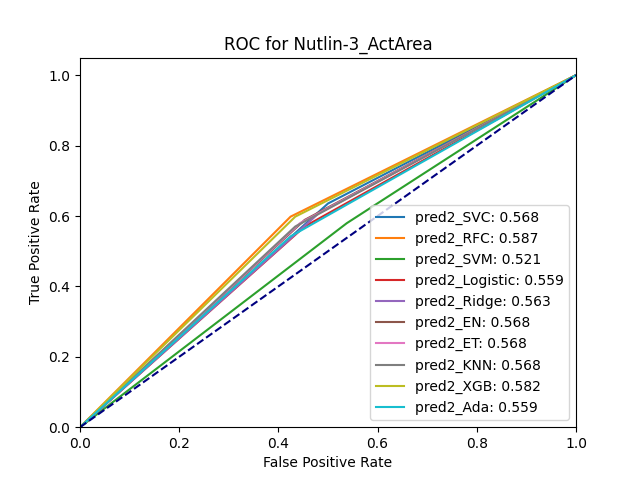 ROC for Nutlin-3_ActArea
True Positive Rate
1.0
0.8
0.6
0.4
0.2
0.0
pred2_SVC: 0.568
pred2_RFC: 0.587
pred2_SVM: 0.521
pred2_Logistic: 0.559
pred2_Ridge: 0.563
pred2_EN: 0.568
pred2_ET: 0.568
pred2_KNN: 0.568
pred2_XGB: 0.582
pred2_Ada: 0.559
0.0 0.2 0.4 0.6 0.8 1.0
False Positive Rate